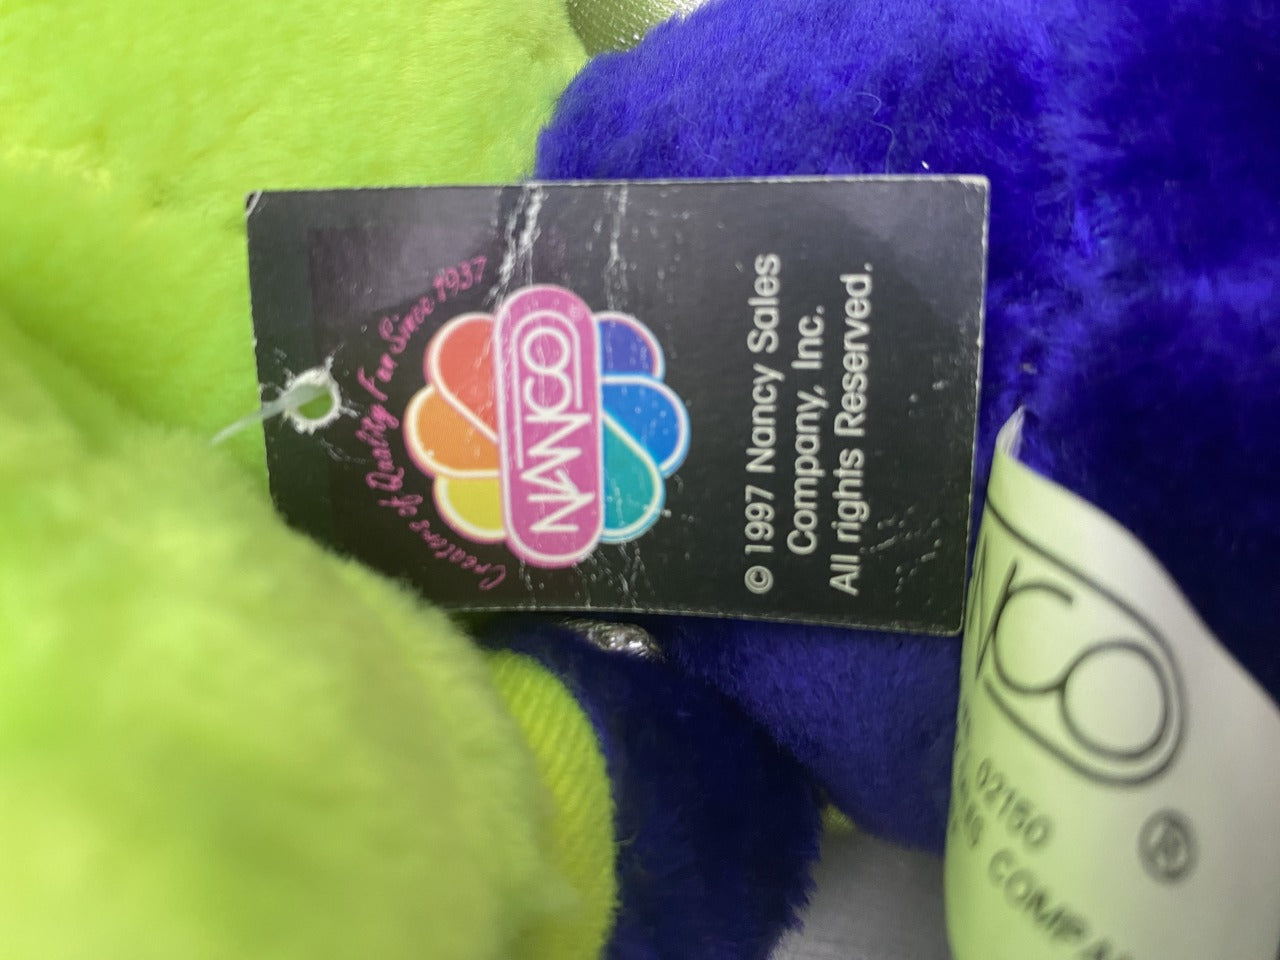 Creators of Quality Fun Since 1937
NANCO®
© 1997 Nancy Sales
Company, Inc.
All rights Reserved.
®
02150